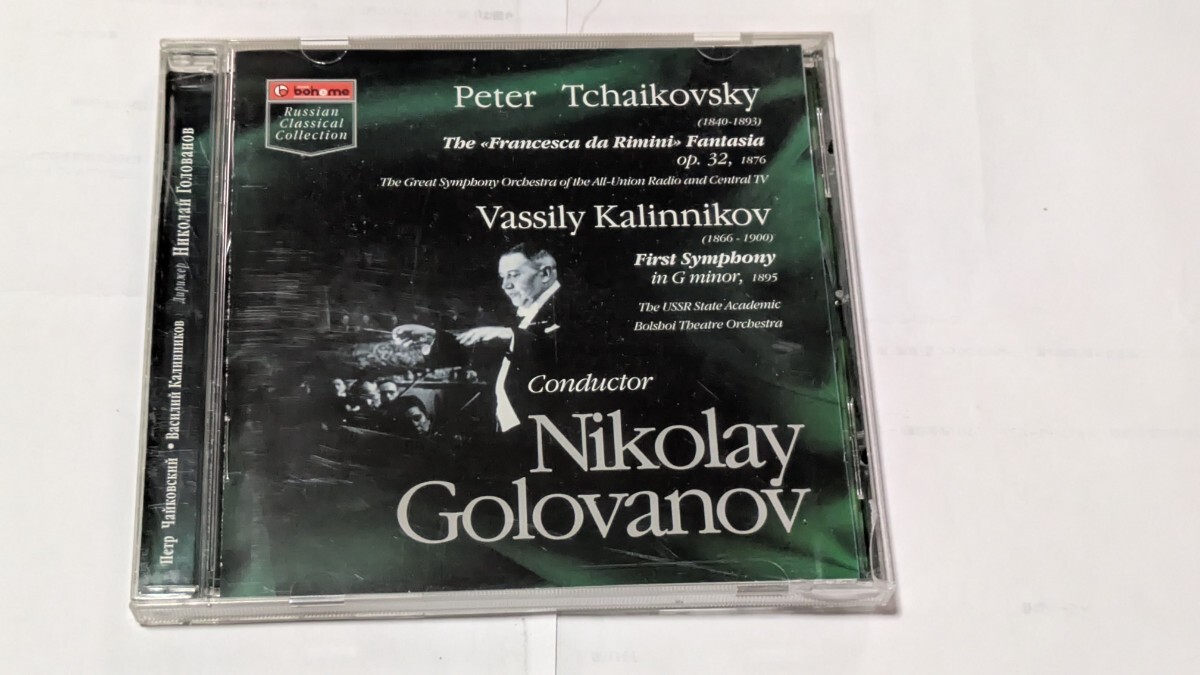 Петр Чайковский • Василий Калинников дирижер Николай Голованов
boheme
Russian
Classical
Collection
Peter Tchaikovsky
(1840-1893)
The «Francesca da Rimini» Fantasia
op. 32, 1876
The Great Symphony Orchestra of the All-Union Radio and Central TV
Vassily Kalinnikov
(1866 - 1900)
First Symphony
in G minor, 1895
The USSR State Academic
Bolshoi Theatre Orchestra
Conductor
Nikolay
Golovanov